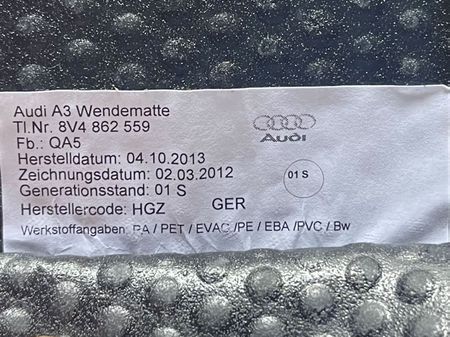 Audi A3 Wendematte
Tl.Nr. 8V4 862 559
Fb.: QA5
Herstelldatum: 04.10.2013
Zeichnungsdatum: 02.03.2012
Generationsstand: 01 S
Herstellercode: HGZ GER
Werkstoffangaben: PA / PET / EVAC /PE / EBA /PVC / Bw
Audi
01 S